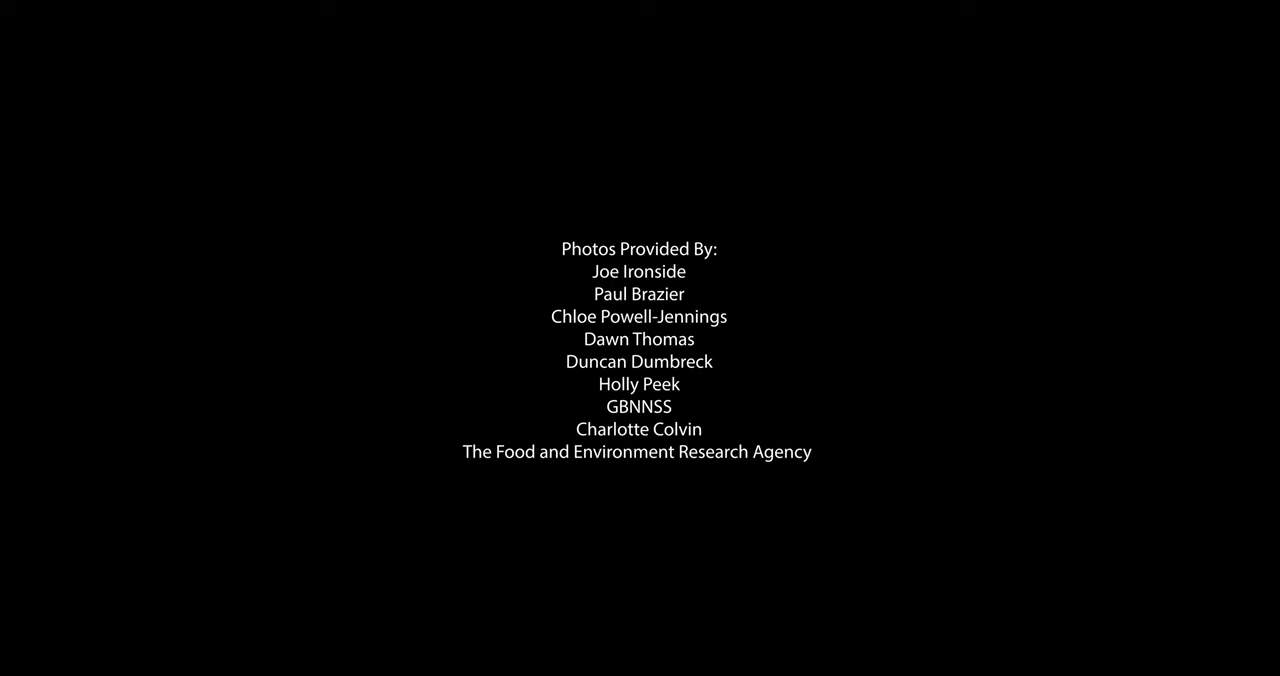 Photos Provided By:
Joe Ironside
Paul Brazier
Chloe Powell-Jennings
Dawn Thomas
Duncan Dumbreck
Holly Peek
GBNNSS
Charlotte Colvin
The Food and Environment Research Agency